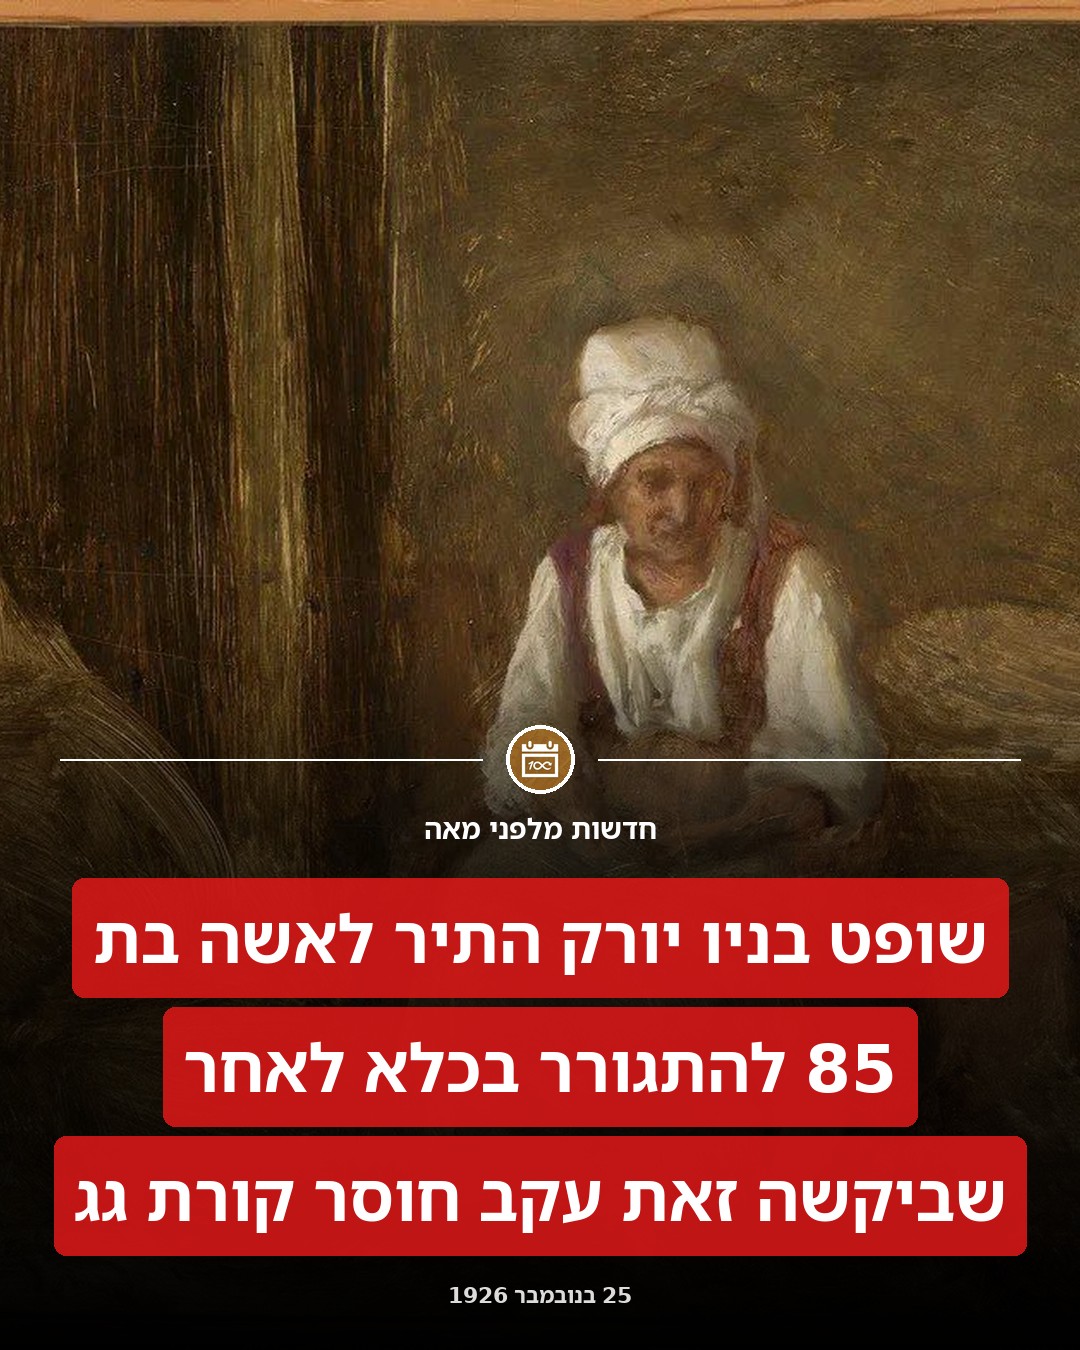 100
חדשות מלפני מאה
שופט בניו יורק התיר לאשה בת
85 להתגורר בכלא לאחר
שביקשה זאת עקב חוסר קורת גג
25 בנובמבר 1926